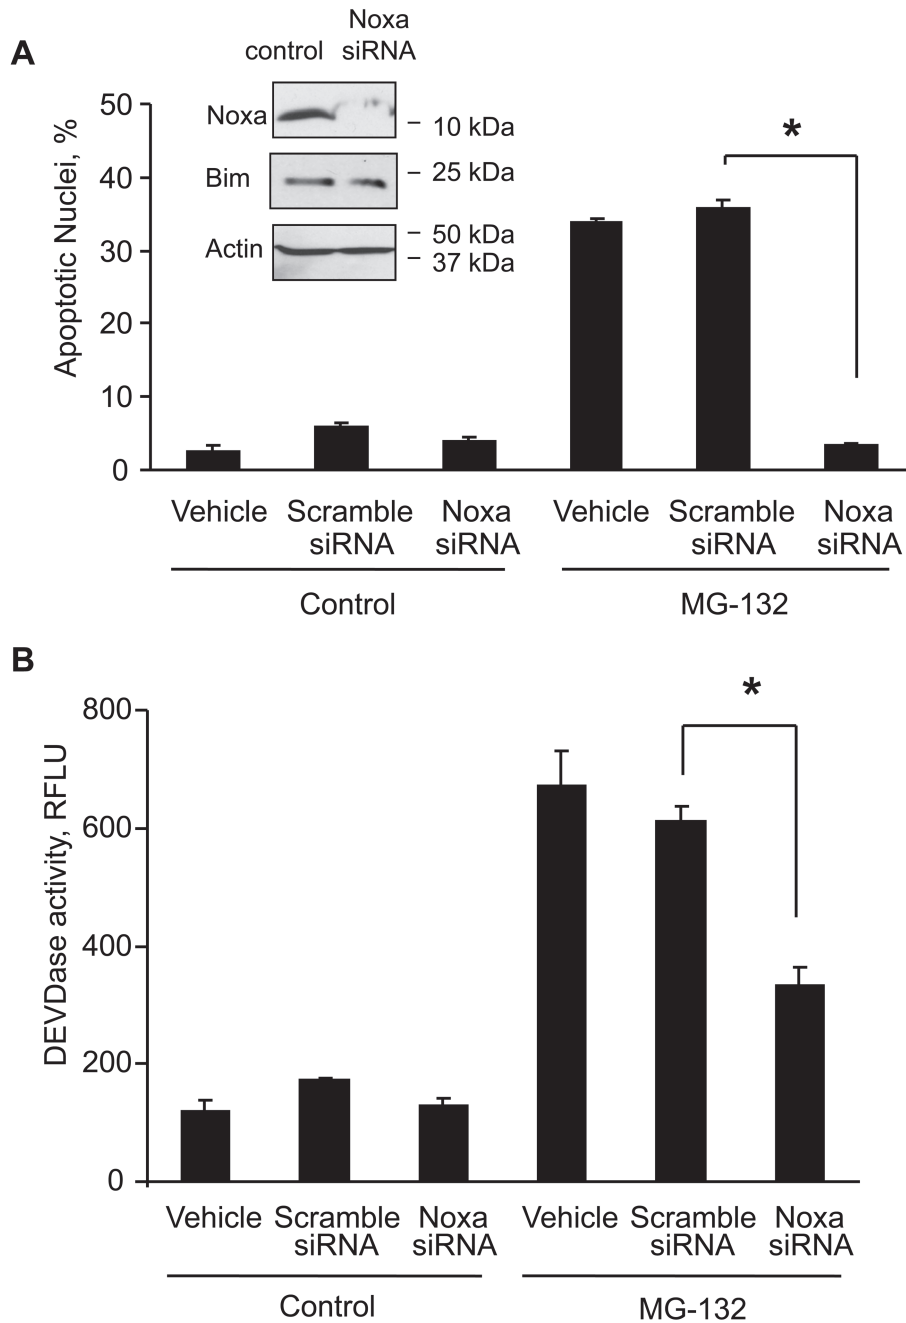 A
control
Noxa
siRNA
Noxa
10 kDa
Bim
25 kDa
Actin
50 kDa
37 kDa
*
Apoptotic Nuclei, %
50
40
30
20
10
0
Vehicle
Scramble
siRNA
Noxa
siRNA
Vehicle
Scramble
siRNA
Noxa
siRNA
Control
MG-132
B
*
DEVDase activity, RFLU
800
600
400
200
0
Vehicle
Scramble
siRNA
Noxa
siRNA
Vehicle
Scramble
siRNA
Noxa
siRNA
Control
MG-132